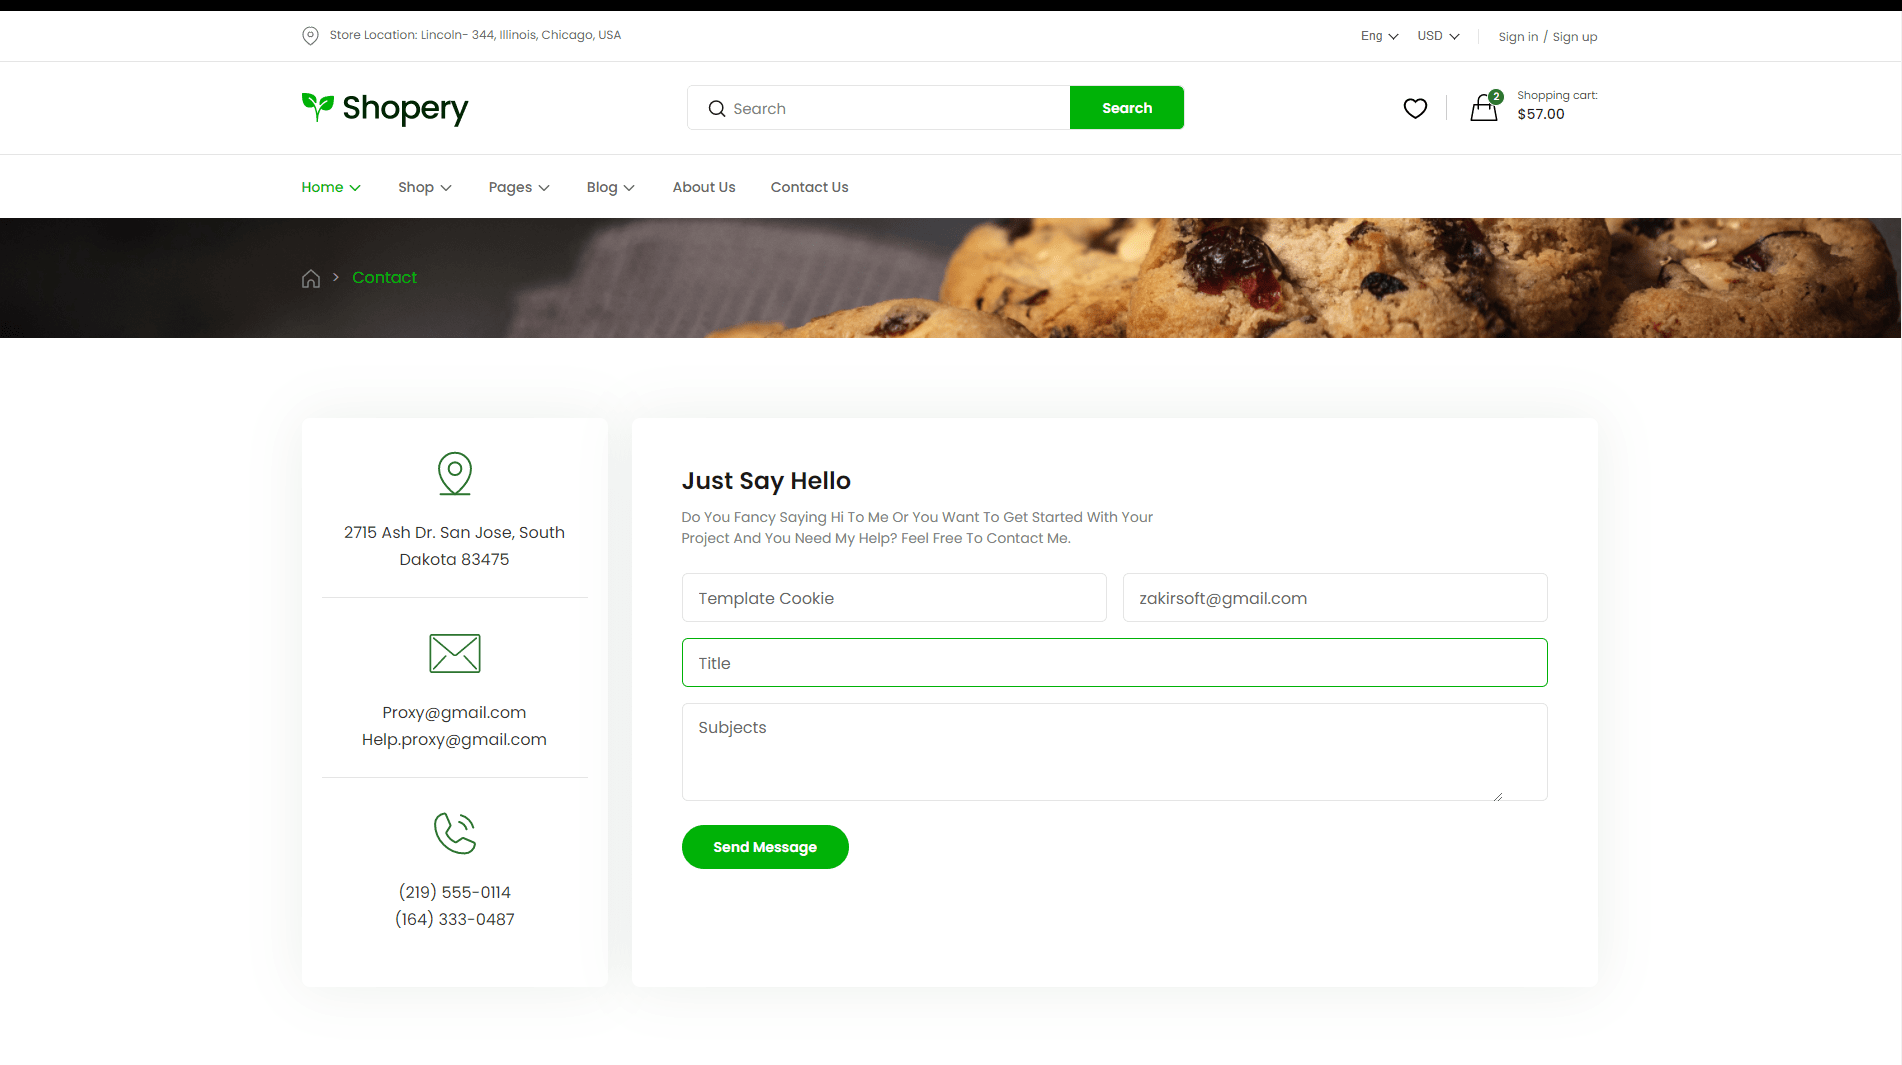 Store Location: Lincoln- 344, Illinois, Chicago, USA
Eng
USD
Sign in / Sign up
Shopery
Search
Search
2
Shopping cart:
$57.00
Home
Shop
Pages
Blog
About Us
Contact Us
Contact
2715 Ash Dr. San Jose, South
Dakota 83475
Proxy@gmail.com
Help.proxy@gmail.com
(219) 555-0114
(164) 333-0487
Just Say Hello
Do You Fancy Saying Hi To Me Or You Want To Get Started With Your
Project And You Need My Help? Feel Free To Contact Me.
Template Cookie
zakirsoft@gmail.com
Title
Subjects
Send Message